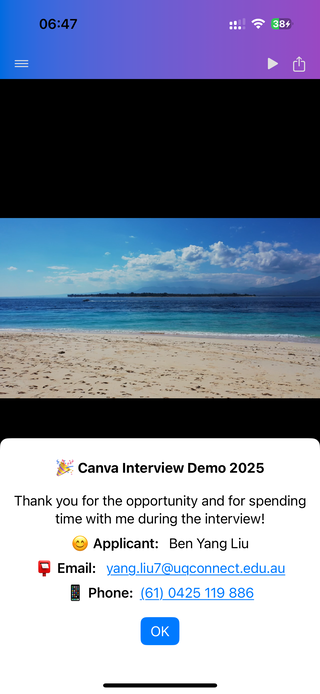 06:47
38
🎉 Canva Interview Demo 2025
Thank you for the opportunity and for spending
time with me during the interview!
😊 Applicant: Ben Yang Liu
📮 Email: yang.liu7@uqconnect.edu.au
📱 Phone: (61) 0425 119 886
OK